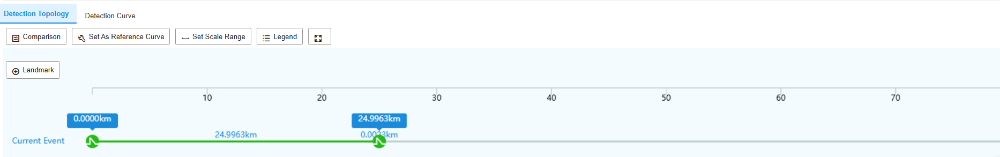 Detection Topology
Detection Curve
Comparison
Set As Reference Curve
Set Scale Range
Legend
Landmark
10 20 30 40 50 60 70
0.0000km
24.9963km
24.9963km
Current Event